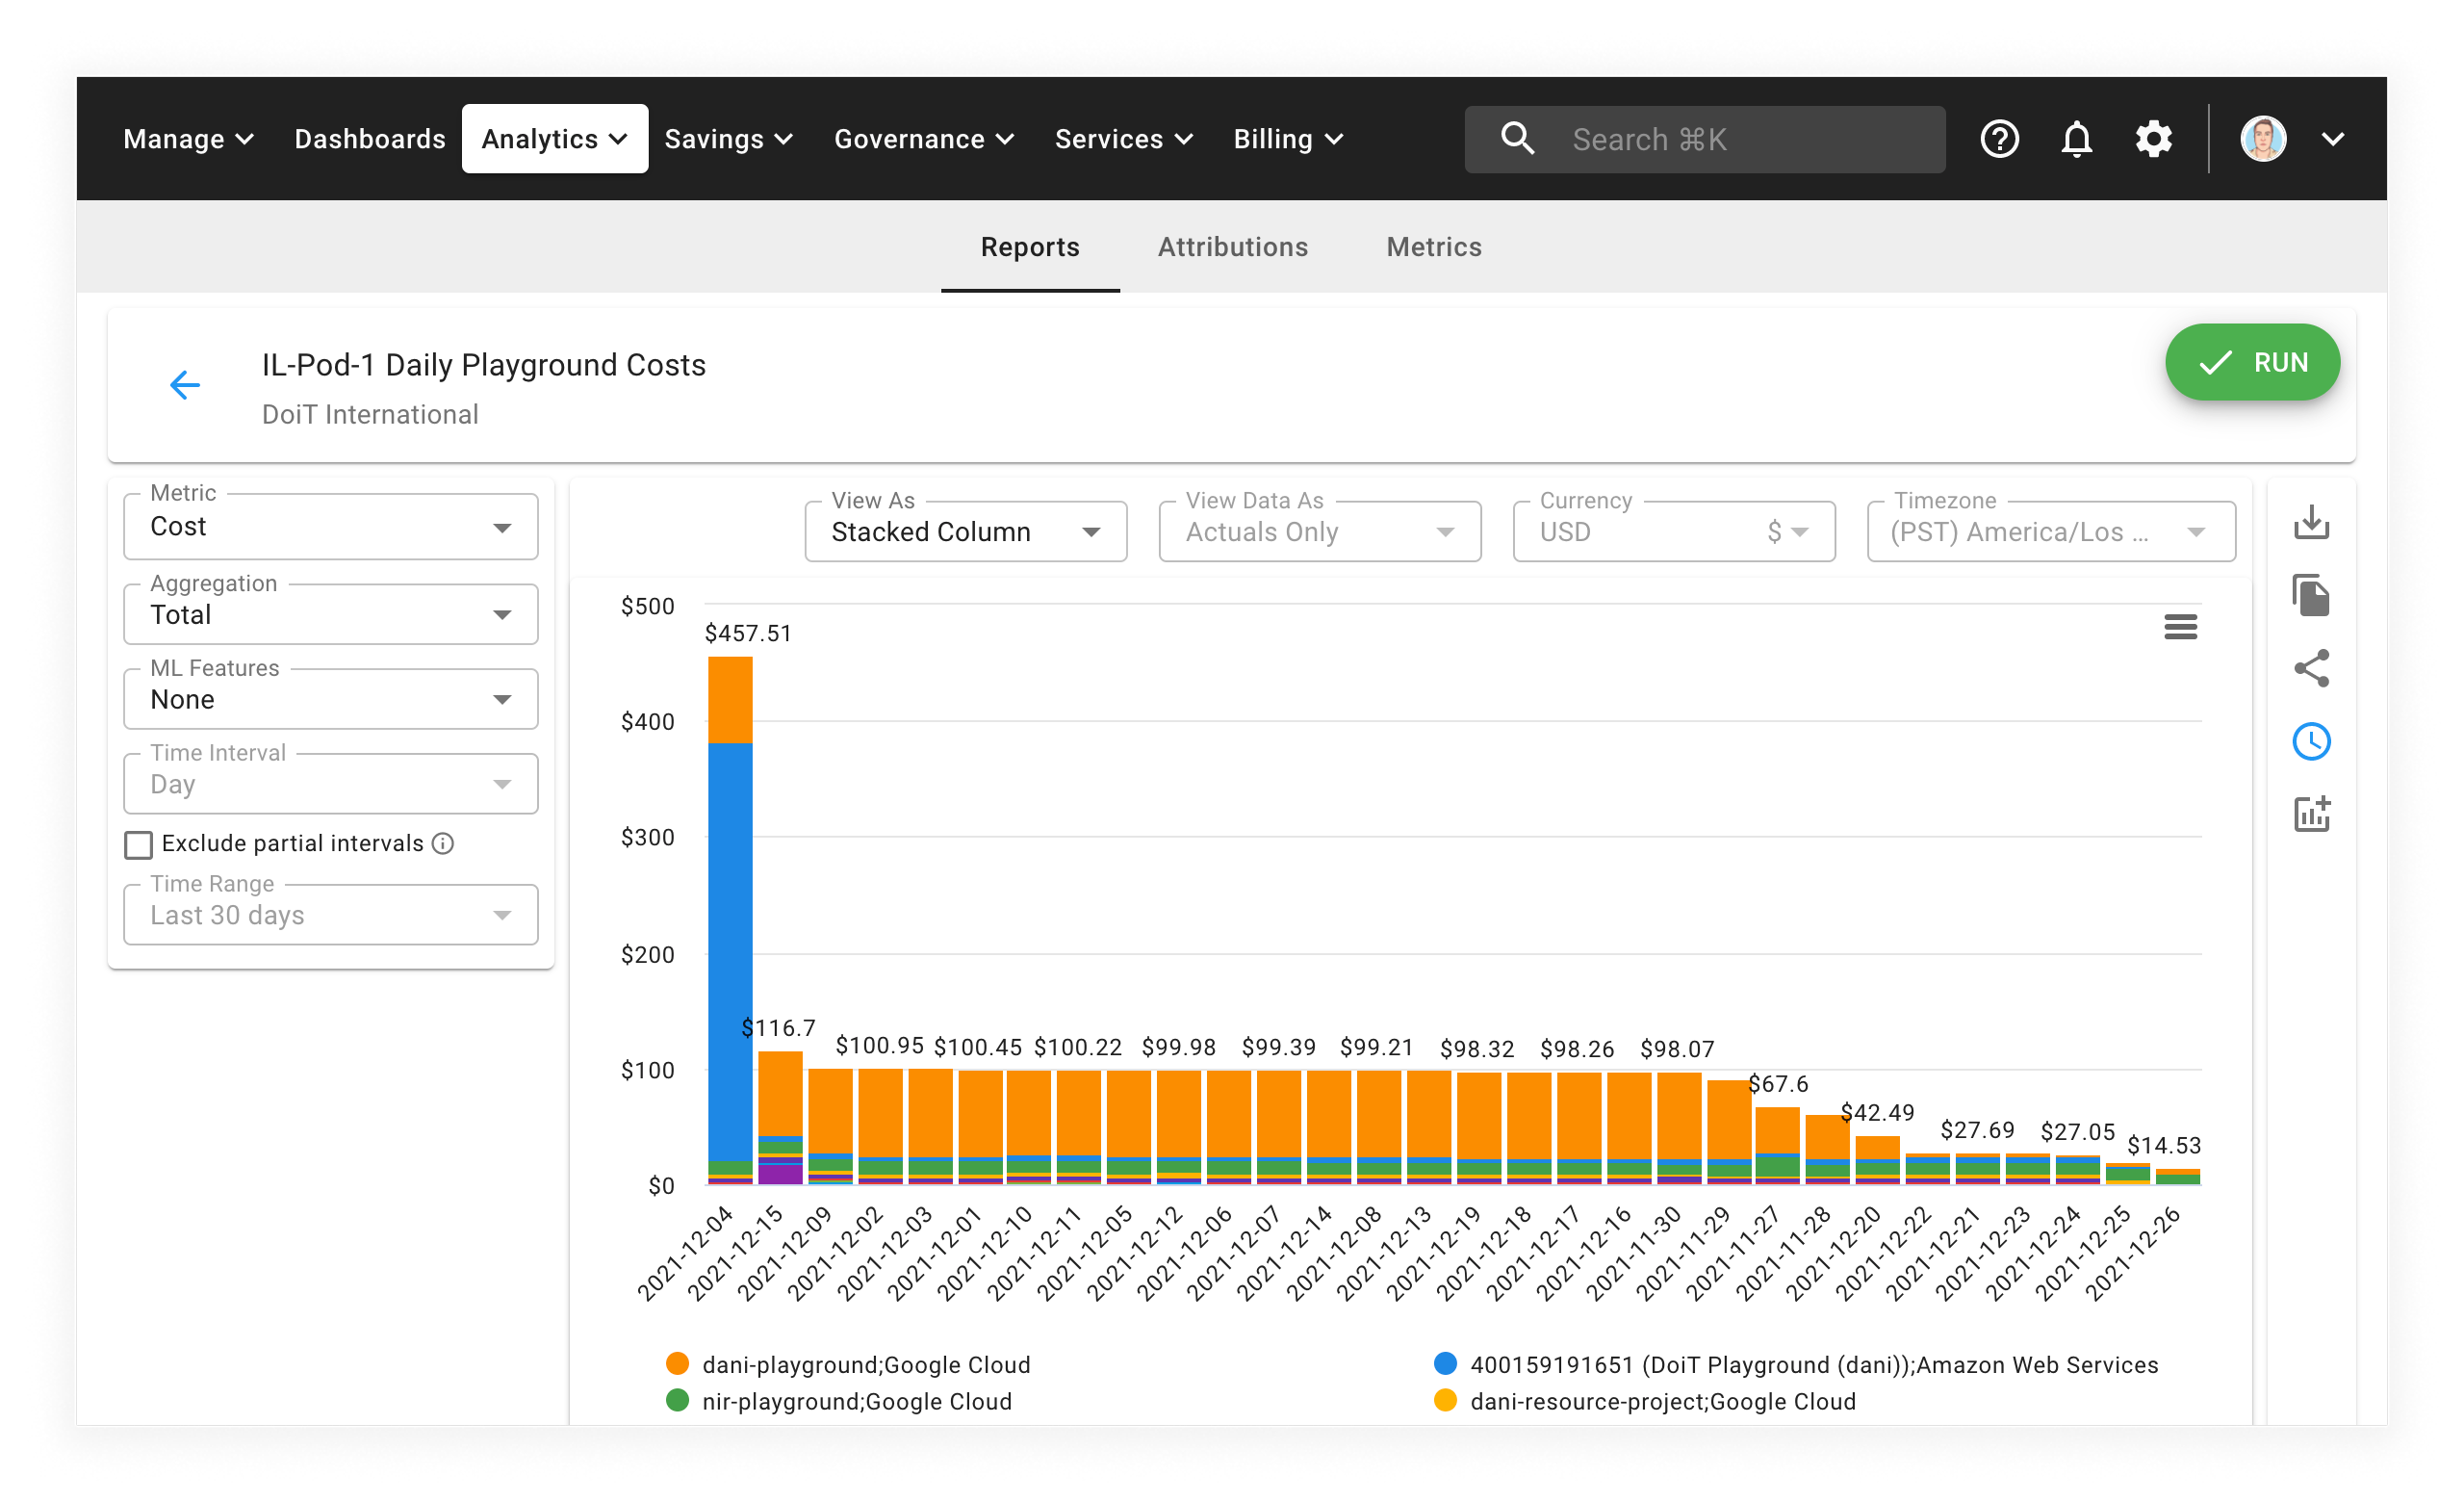 Manage Dashboards Analytics Savings Governance Services Billing Search ⌘K
Reports Attributions Metrics
IL-Pod-1 Daily Playground Costs
DoiT International
RUN
Metric
Cost
Aggregation
Total
ML Features
None
Time Interval
Day
Exclude partial intervals
Time Range
Last 30 days
View As
Stacked Column
View Data As
Actuals Only
Currency
USD $
Timezone
(PST) America/Los ...
$500
$400
$300
$200
$100
$0
$457.51
$116.7
$100.95
$100.45
$100.22
$99.98
$99.39
$99.21
$98.32
$98.26
$98.07
$67.6
$42.49
$27.69
$27.05
$14.53
2021-12-04
2021-12-15
2021-12-09
2021-12-02
2021-12-03
2021-12-01
2021-12-10
2021-12-11
2021-12-05
2021-12-12
2021-12-06
2021-12-07
2021-12-14
2021-12-08
2021-12-13
2021-12-19
2021-12-18
2021-12-17
2021-12-16
2021-11-30
2021-11-29
2021-11-27
2021-11-28
2021-12-20
2021-12-22
2021-12-21
2021-12-23
2021-12-24
2021-12-25
2021-12-26
dani-playground;Google Cloud
400159191651 (DoiT Playground (dani));Amazon Web Services
nir-playground;Google Cloud
dani-resource-project;Google Cloud